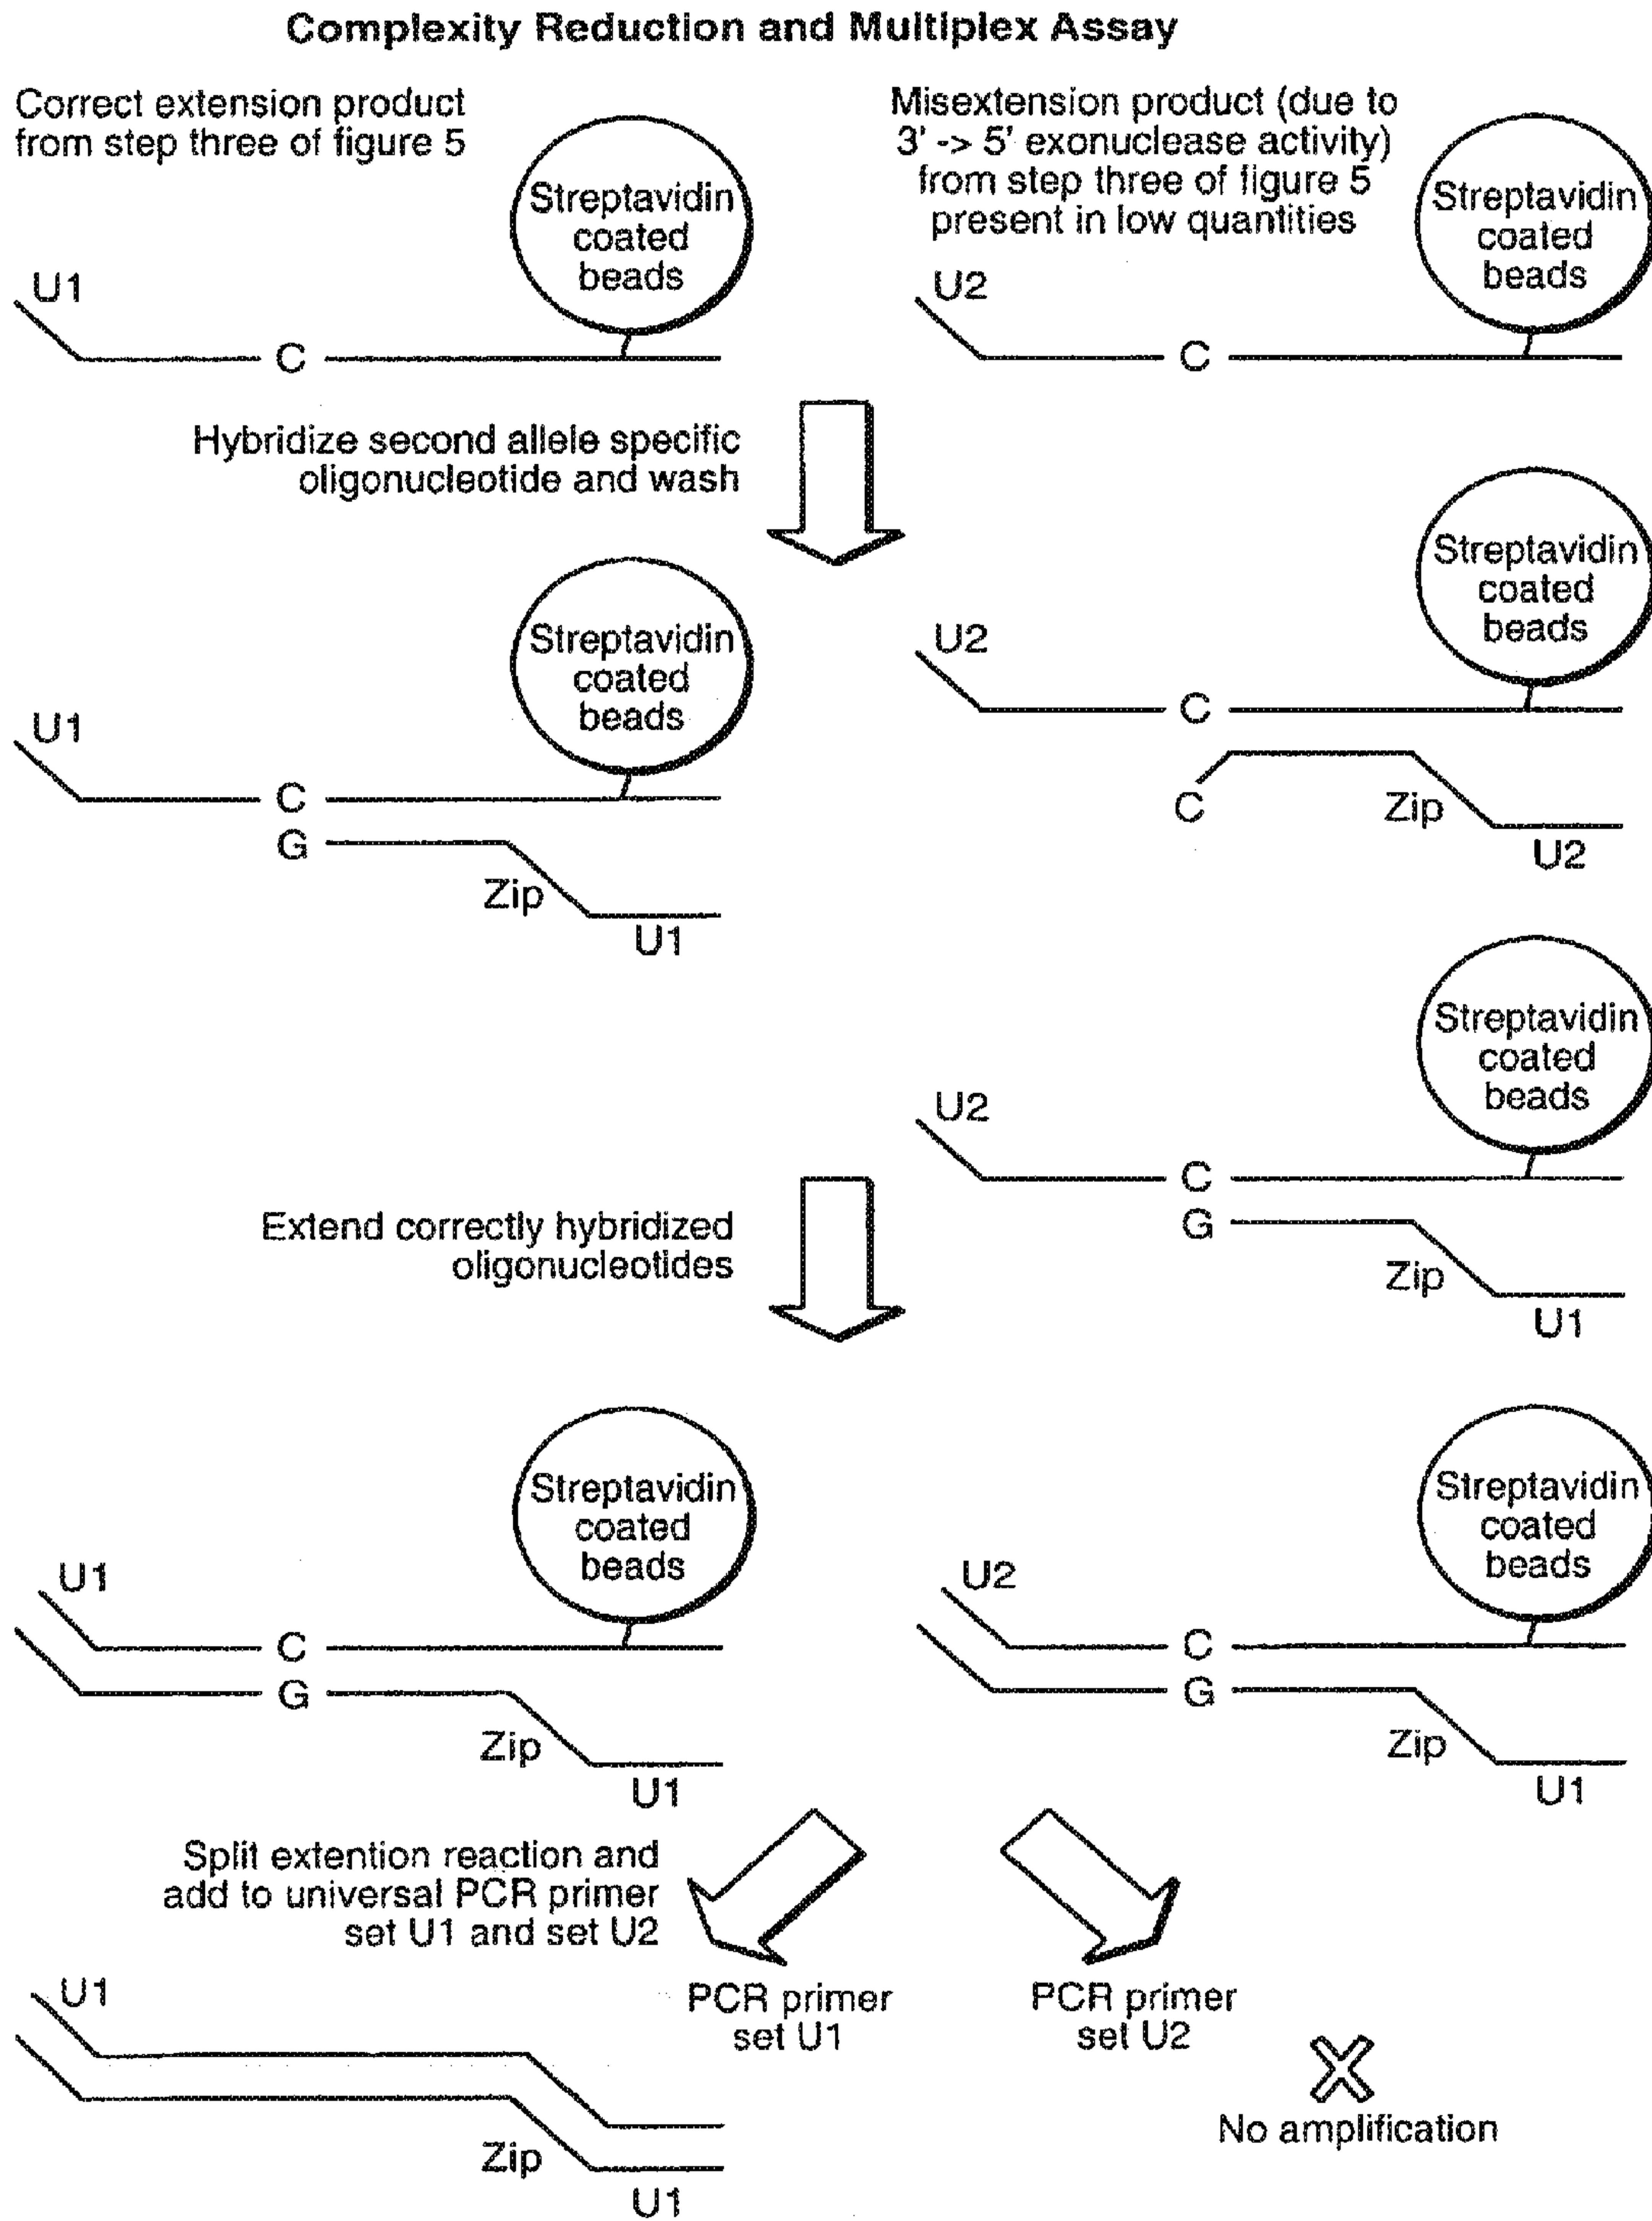 Complexity Reduction and Multiplex Assay
Correct extension product
from step three of figure 5
Streptavidin
coated
beads
U1
C
Misextension product (due to
3' -> 5' exonuclease activity)
from step three of figure 5
present in low quantities
Streptavidin
coated
beads
U2
C
Hybridize second allele specific
oligonucleotide and wash
Streptavidin
coated
beads
U1
C
G
Zip
U1
Streptavidin
coated
beads
U2
C
C
Zip
U2
Streptavidin
coated
beads
U2
C
G
Zip
U1
Extend correctly hybridized
oligonucleotides
Streptavidin
coated
beads
U1
C
G
Zip
U1
Streptavidin
coated
beads
U2
C
G
Zip
U1
Split extention reaction and
add to universal PCR primer
set U1 and set U2
PCR primer
set U1
PCR primer
set U2
U1
Zip
U1
No amplification